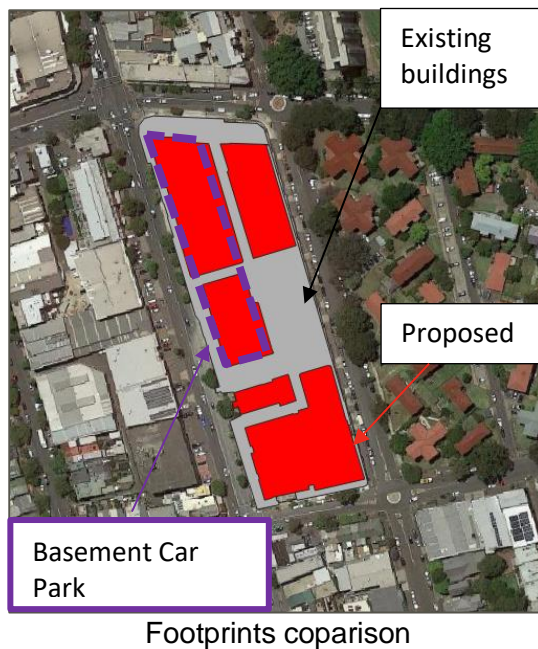 Existing
buildings
Proposed
Basement Car
Park
Footprints coparison